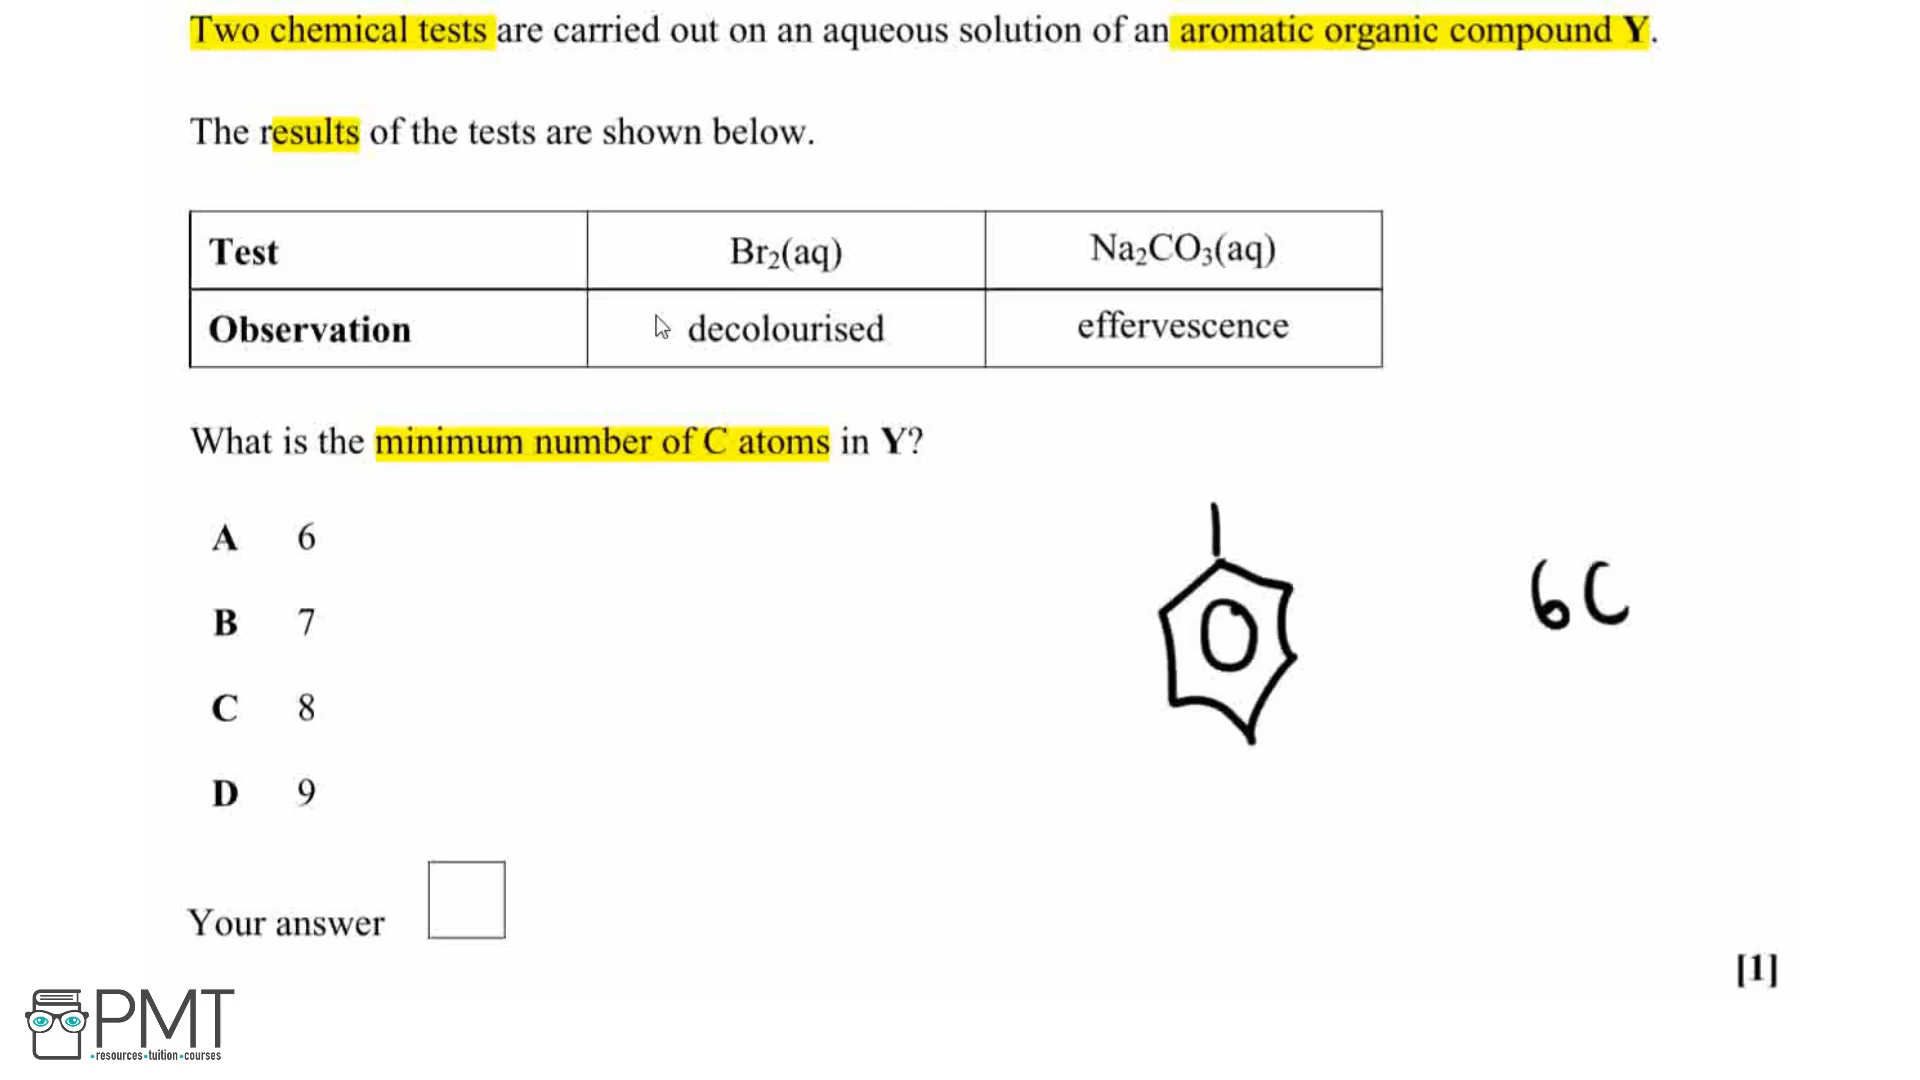 Two chemical tests are carried out on an aqueous solution of an aromatic organic compound Y.
The results of the tests are shown below.
Test Br₂(aq) Na₂CO₃(aq)
Observation decolourised effervescence
What is the minimum number of C atoms in Y?
A 6
B 7
C 8
D 9
6C
Your answer
[1]
PMT
•resources•tuition•courses